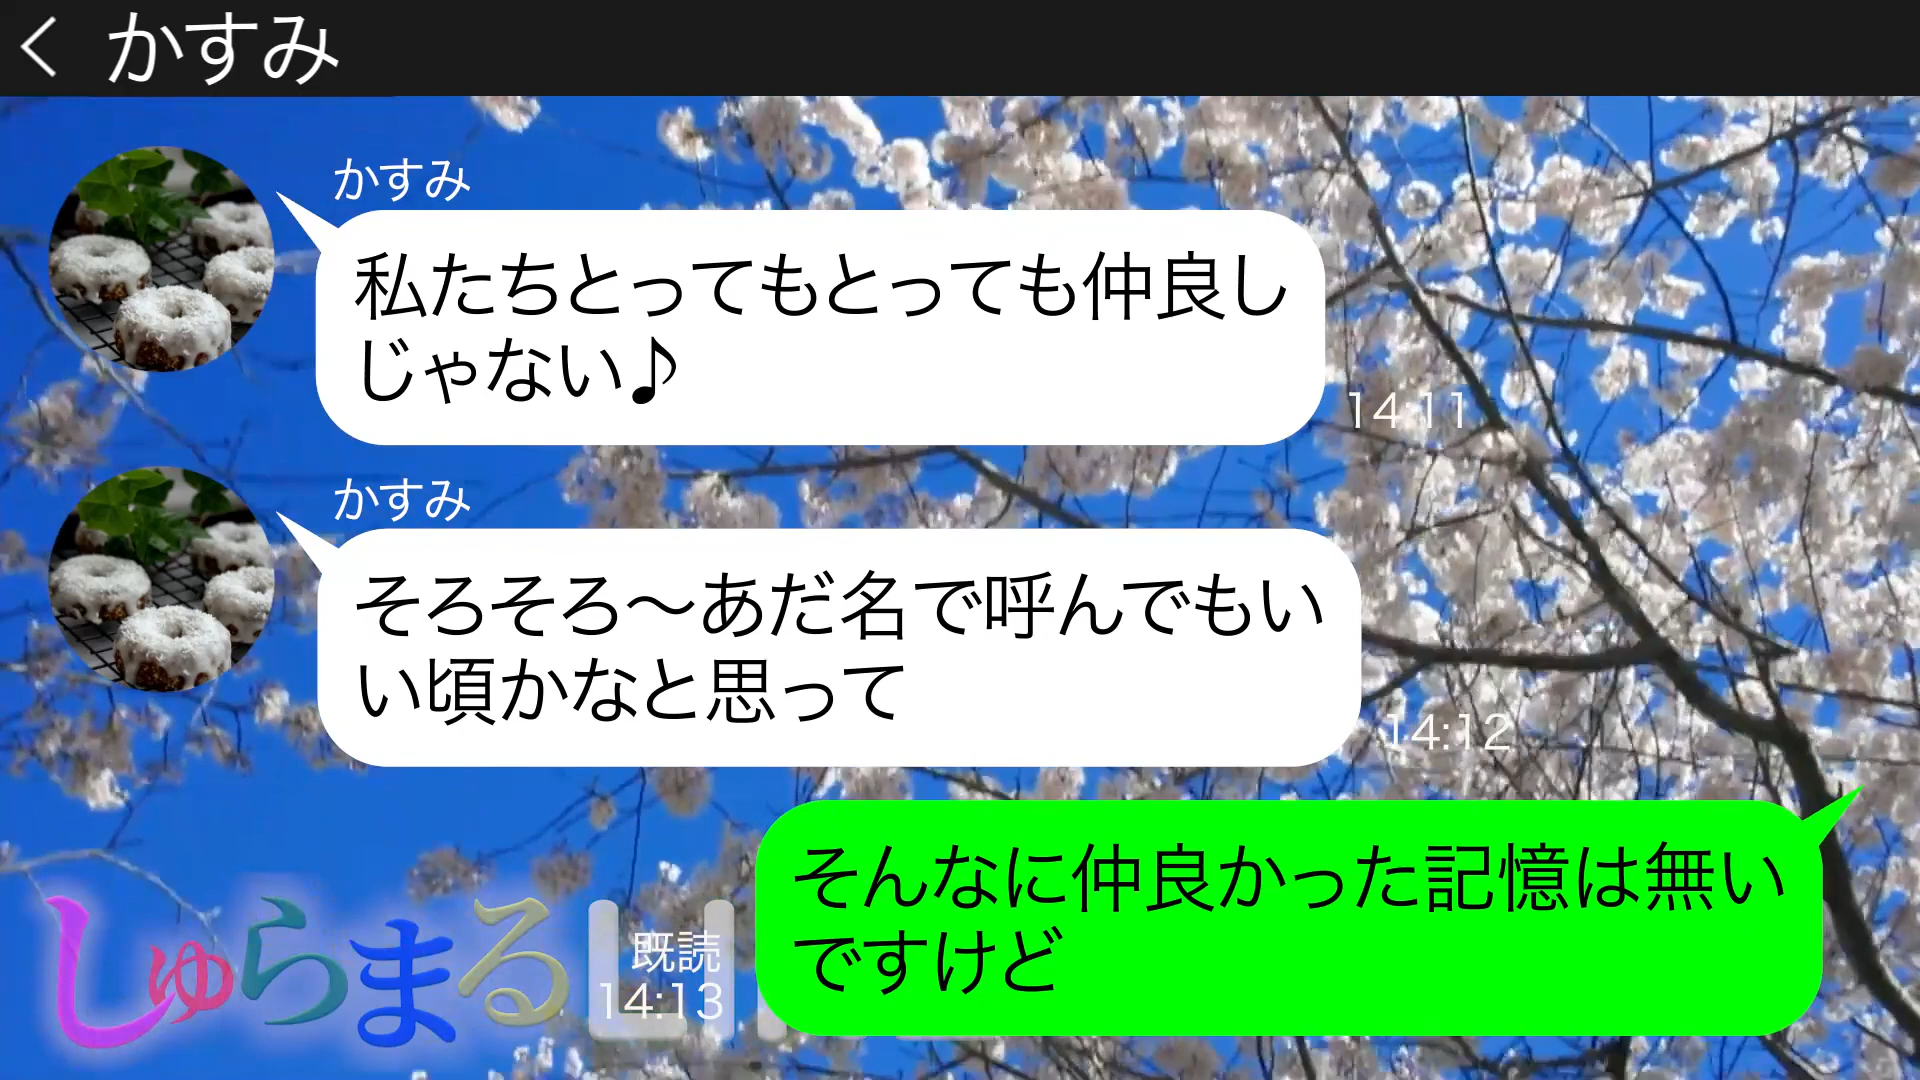 かすみ
かすみ
私たちとってもとっても仲良し
じゃない♪
14:11
かすみ
そろそろ～あだ名で呼んでもい
い頃かなと思って
14:12
そんなに仲良かった記憶は無い
ですけど
既読
14:13
しゅらまる